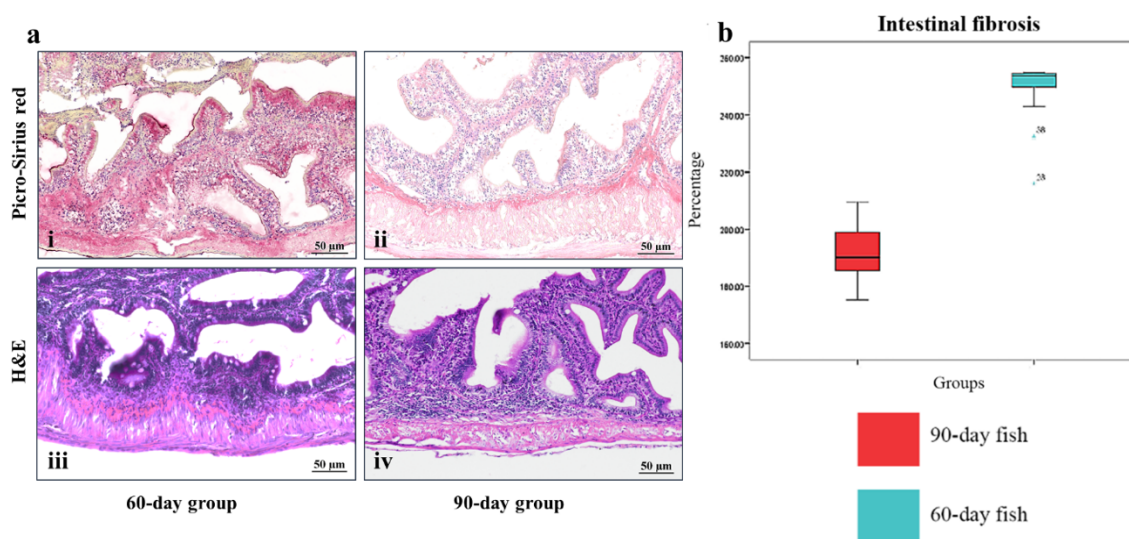 a
Picro-Sirius red
i
50 µm
ii
50 µm
H&E
iii
50 µm
iv
50 µm
60-day group
90-day group
b
Intestinal fibrosis
Percentage
260.00
240.00
220.00
200.00
180.00
160.00
Groups
90-day fish
60-day fish